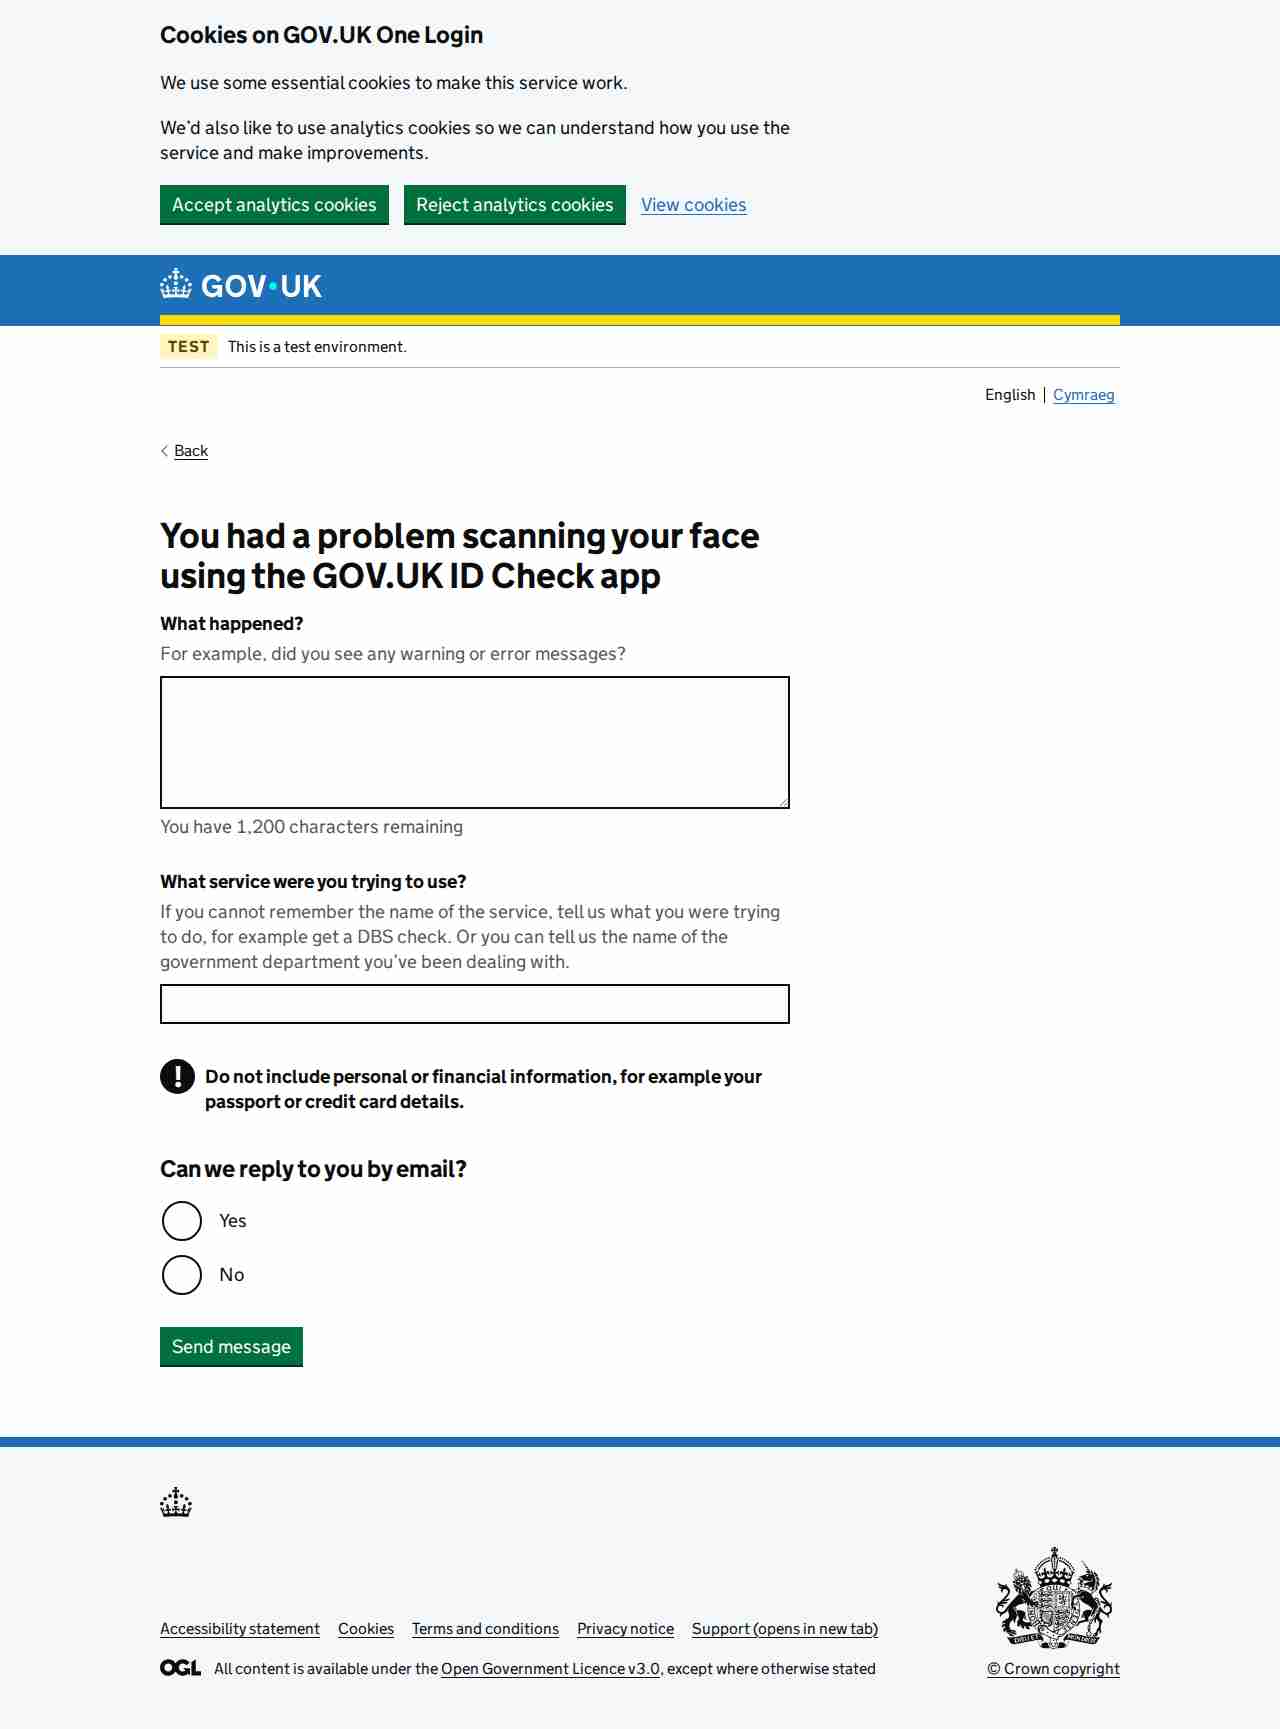 Cookies on GOV.UK One Login
We use some essential cookies to make this service work.
We'd also like to use analytics cookies so we can understand how you use the
service and make improvements.
Accept analytics cookies Reject analytics cookies View cookies
GOV·UK
TEST This is a test environment.
English Cymraeg
Back
You had a problem scanning your face
using the GOV.UK ID Check app
What happened?
For example, did you see any warning or error messages?
You have 1,200 characters remaining
What service were you trying to use?
If you cannot remember the name of the service, tell us what you were trying
to do, for example get a DBS check. Or you can tell us the name of the
government department you've been dealing with.
! Do not include personal or financial information, for example your
passport or credit card details.
Can we reply to you by email?
Yes
No
Send message
Accessibility statement Cookies Terms and conditions Privacy notice Support (opens in new tab)
OGL All content is available under the Open Government Licence v3.0, except where otherwise stated
© Crown copyright